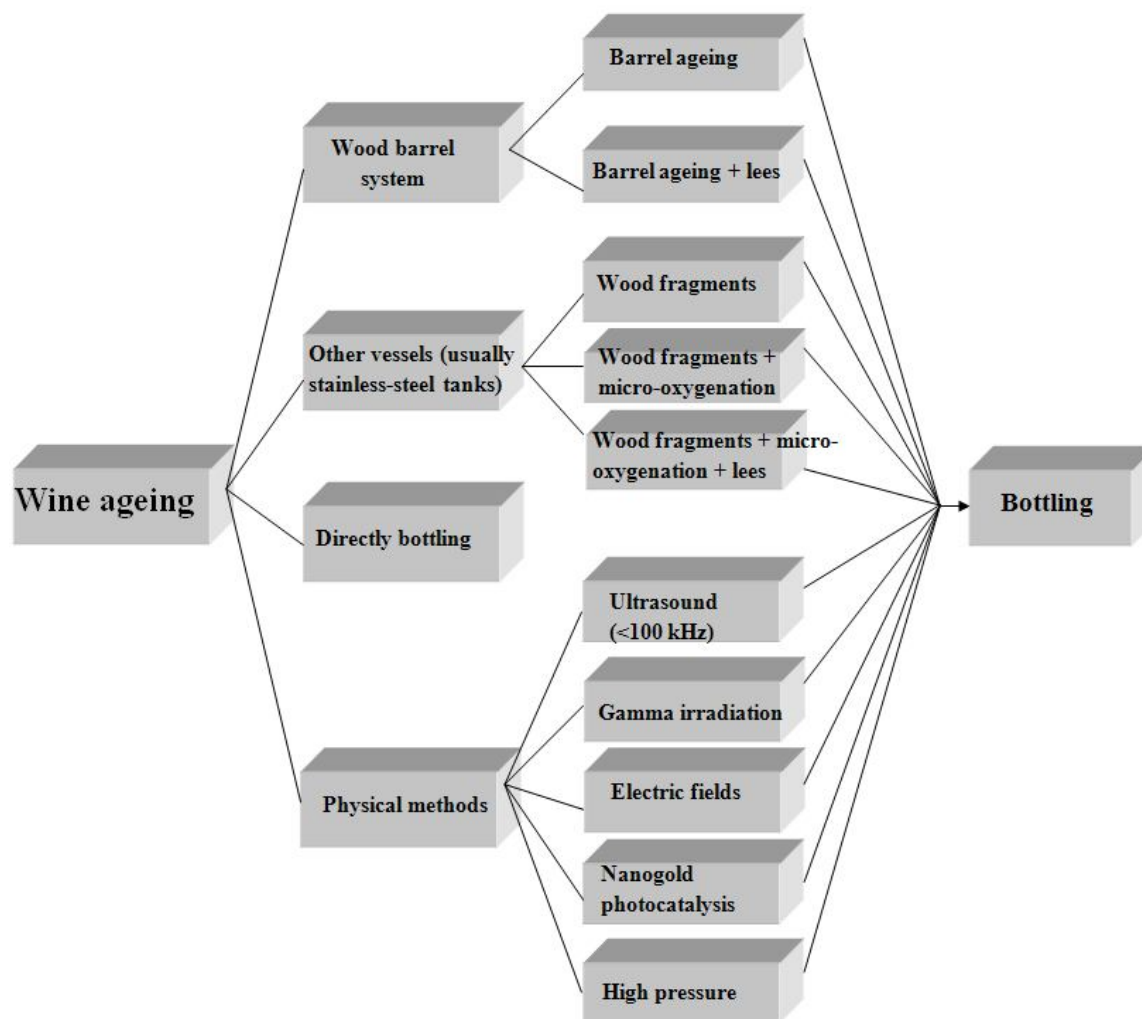 Wine ageing
Wood barrel
system
Other vessels (usually
stainless-steel tanks)
Directly bottling
Physical methods
Barrel ageing
Barrel ageing + lees
Wood fragments
Wood fragments +
micro-oxygenation
Wood fragments + micro-
oxygenation + lees
Ultrasound
(<100 kHz)
Gamma irradiation
Electric fields
Nanogold
photocatalysis
High pressure
Bottling